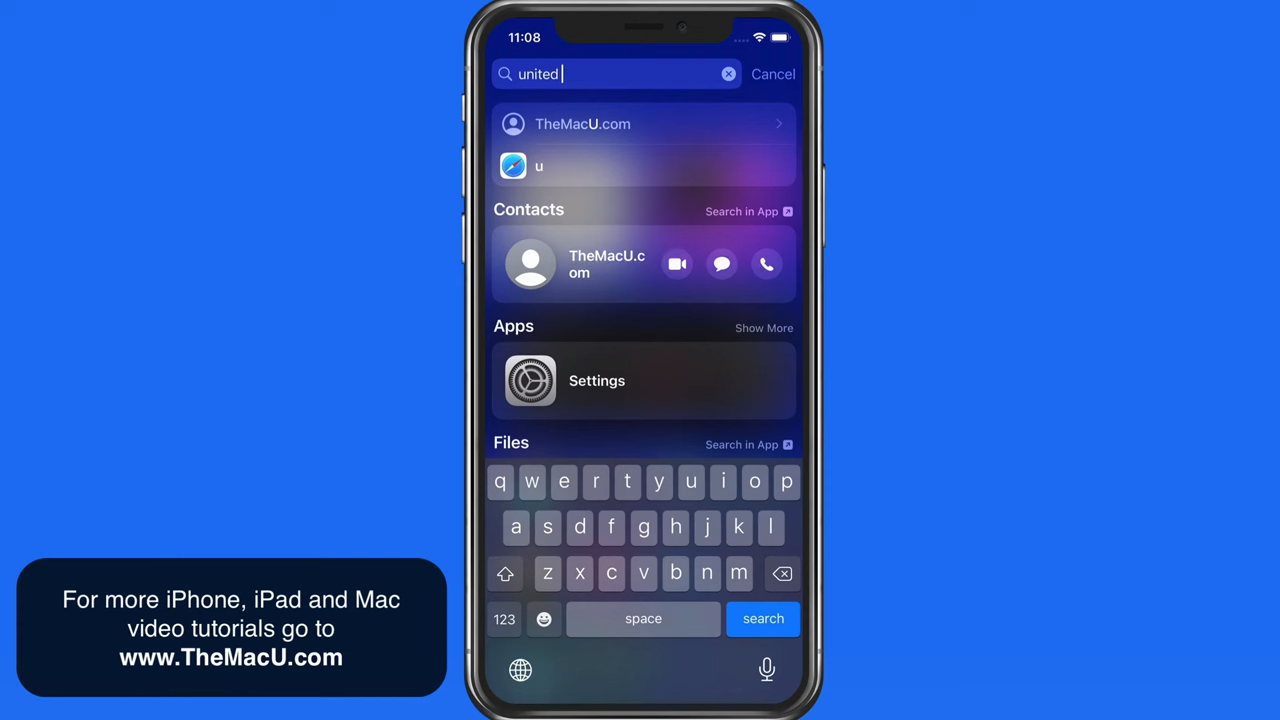 11:08
united
Cancel
TheMacU.com
u
Contacts
Search in App
TheMacU.c
om
Apps
Show More
Settings
Files
Search in App
q w e r t y u i o p
a s d f g h j k l
z x c v b n m
123
space
search
For more iPhone, iPad and Mac
video tutorials go to
www.TheMacU.com